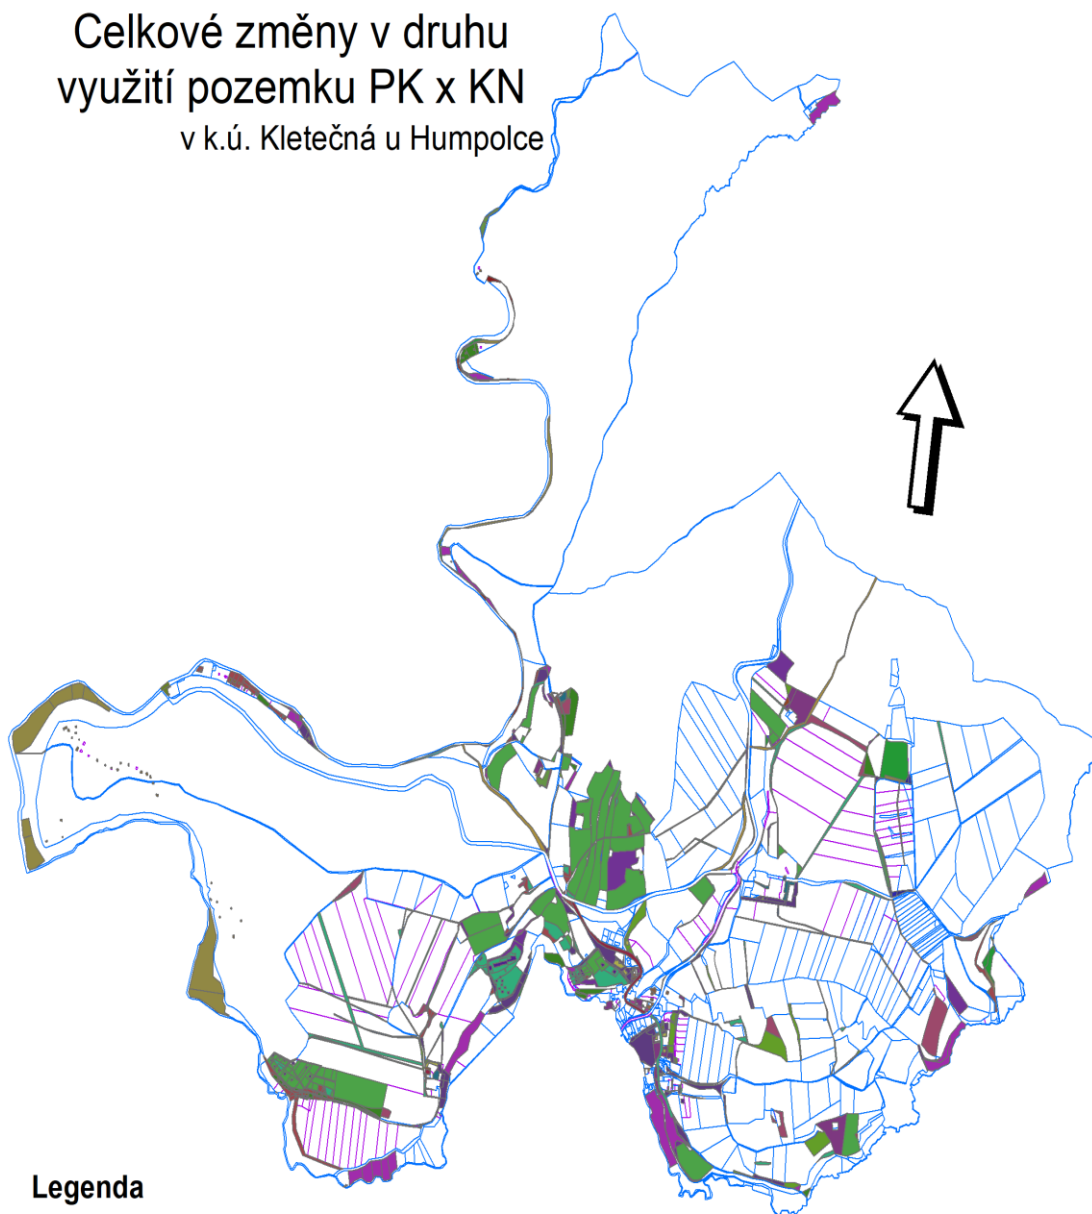 Celkové změny v druhu
využití pozemku PK x KN
v k.ú. Kletečná u Humpolce
Legenda